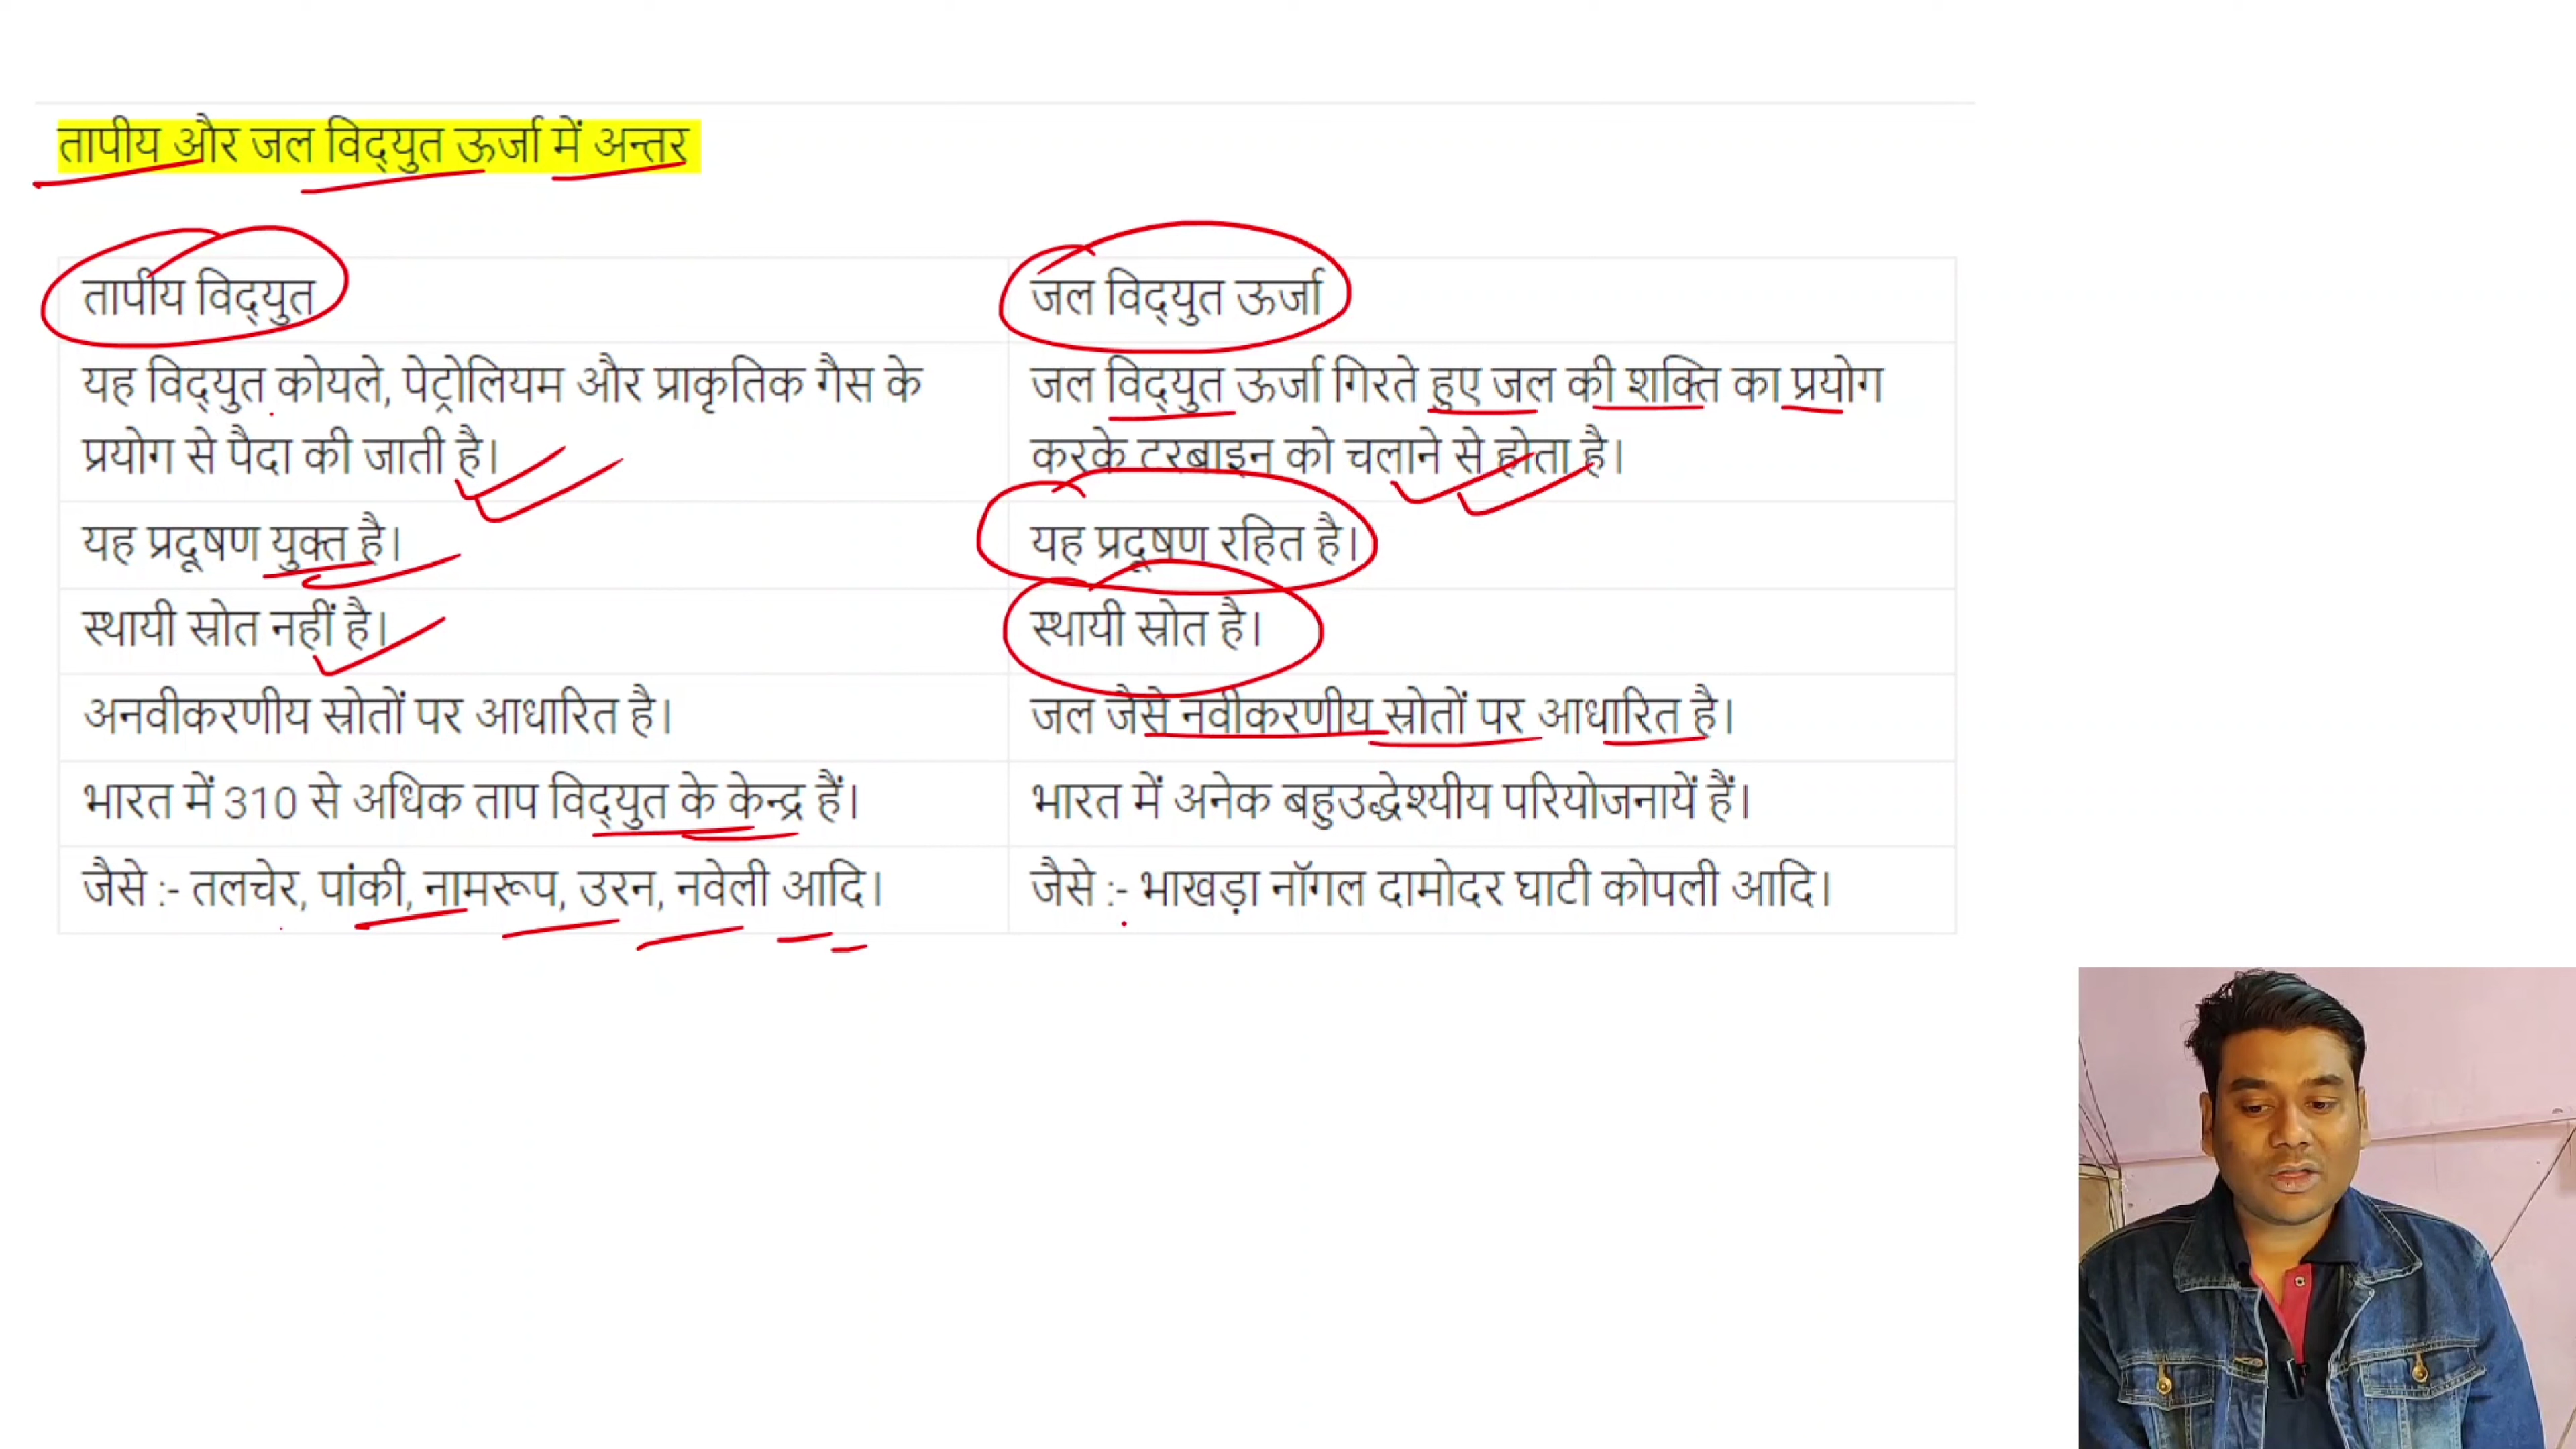 तापीय और जल विद्युत ऊर्जा में अन्तर
तापीय विद्युत
जल विद्युत ऊर्जा
यह विद्युत कोयले, पेट्रोलियम और प्राकृतिक गैस के
प्रयोग से पैदा की जाती है।
जल विद्युत ऊर्जा गिरते हुए जल की शक्ति का प्रयोग
करके टरबाइन को चलाने से होता है।
यह प्रदूषण युक्त है।
यह प्रदूषण रहित है।
स्थायी स्रोत नहीं है।
स्थायी स्रोत है।
अनवीकरणीय स्रोतों पर आधारित है।
जल जैसे नवीकरणीय स्रोतों पर आधारित है।
भारत में 310 से अधिक ताप विद्युत के केन्द्र हैं।
भारत में अनेक बहुउद्धेश्यीय परियोजनायें हैं।
जैसे :- तलचेर, पांकी, नामरूप, उरन, नवेली आदि।
जैसे :- भाखड़ा नॉगल दामोदर घाटी कोपली आदि।